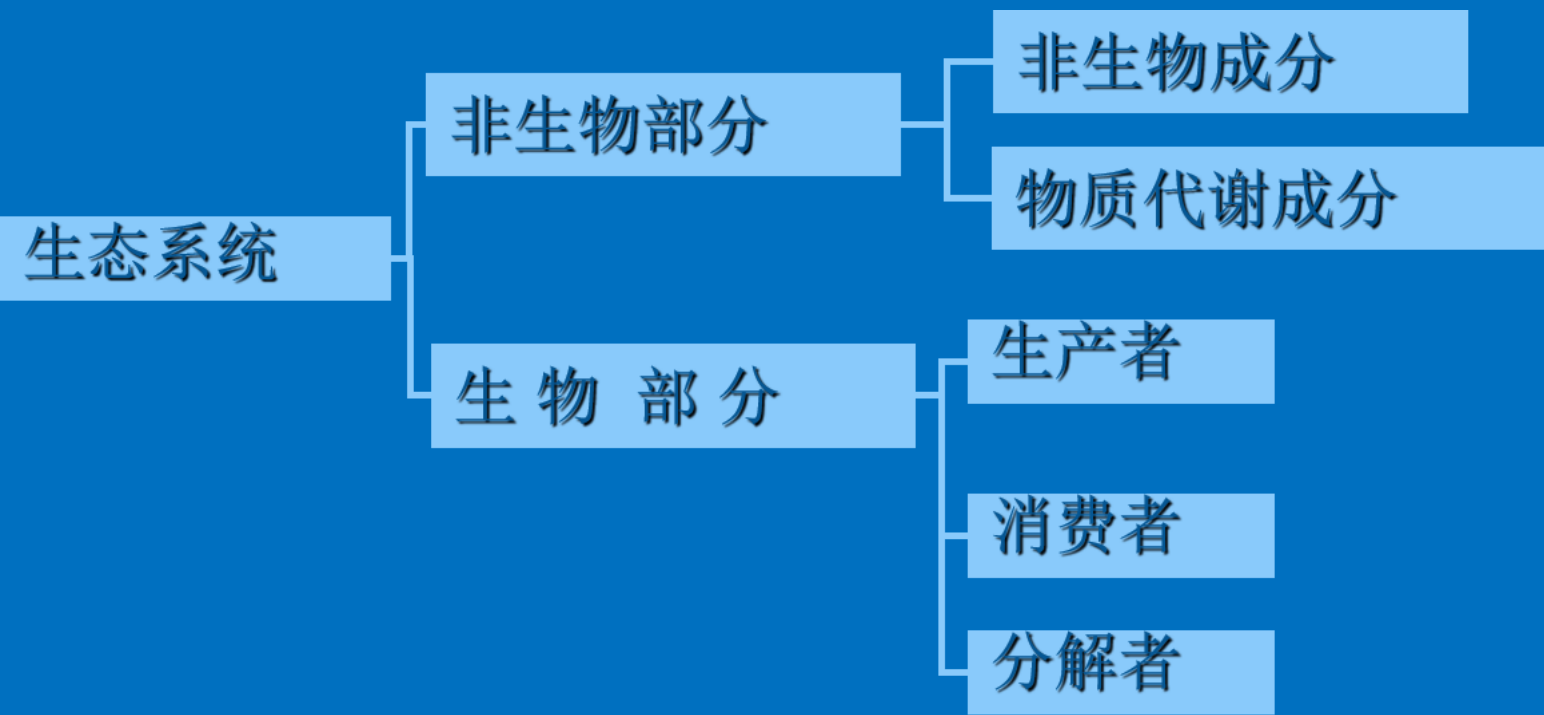 生态系统
非生物部分
非生物成分
物质代谢成分
生 物 部 分
生产者
消费者
分解者